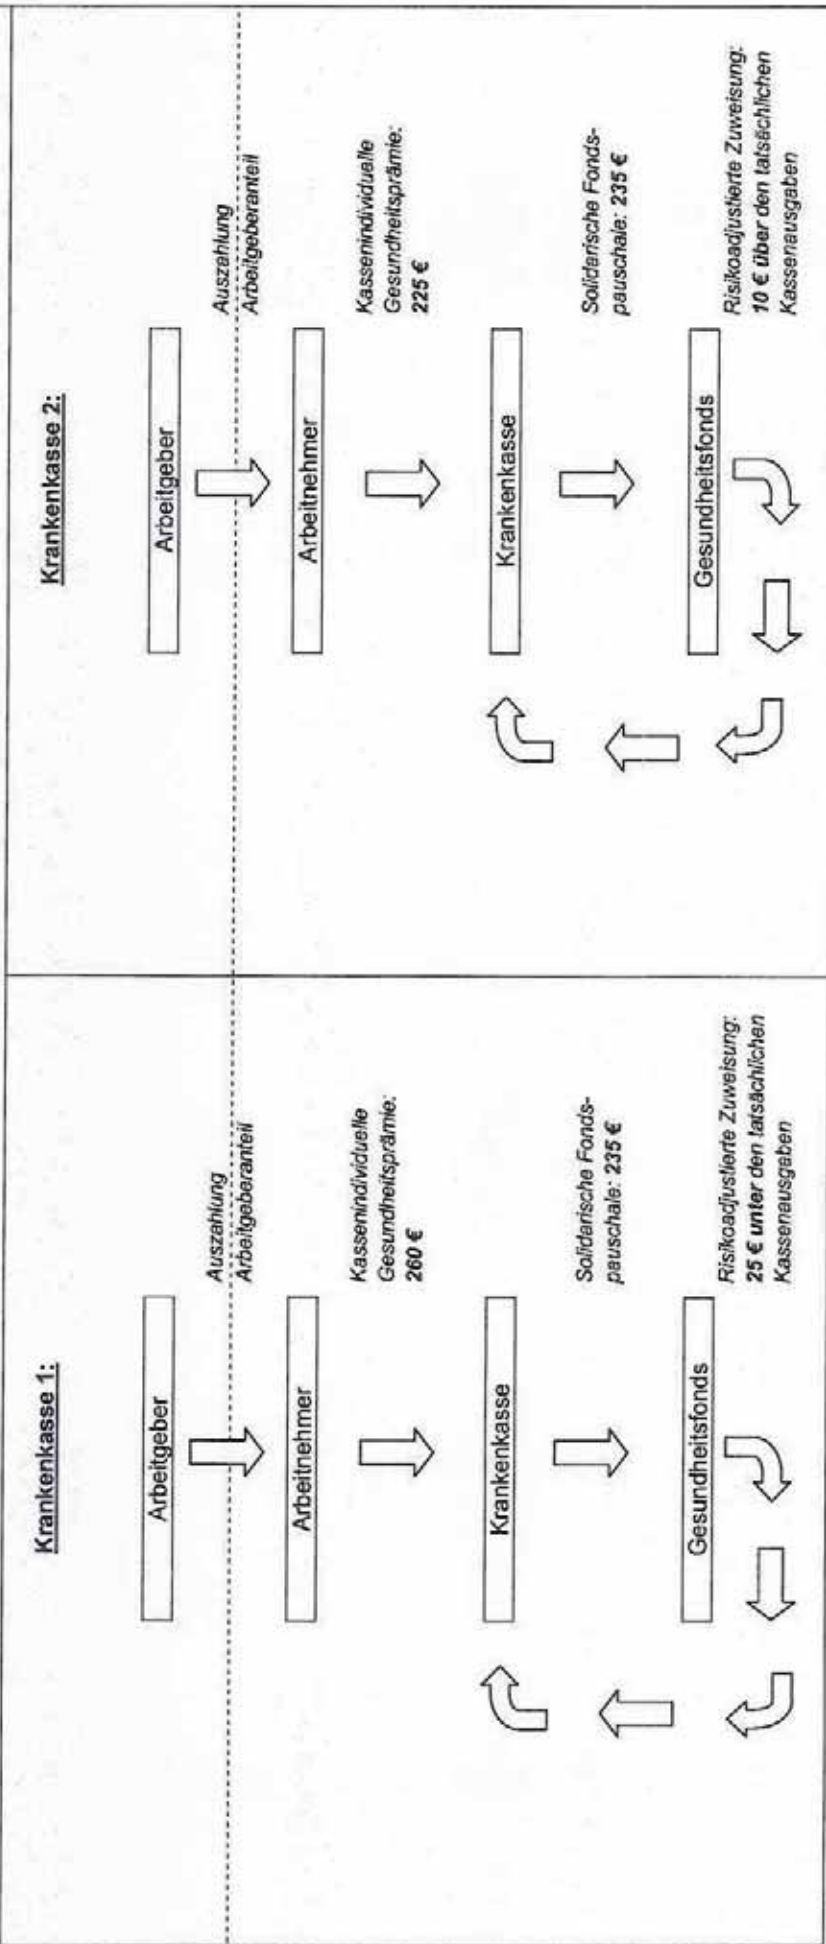 Krankenkasse 1:
Arbeitgeber
Auszahlung
Arbeitgeberanteil
Arbeitnehmer
Kassenindividuelle
Gesundheitsprämie:
260 €
Krankenkasse
Solidarische Fonds-
pauschale: 235 €
Gesundheitsfonds
Risikoadjustierte Zuweisung:
25 € unter den tatsächlichen
Kassenausgaben
Krankenkasse 2:
Arbeitgeber
Auszahlung
Arbeitgeberanteil
Arbeitnehmer
Kassenindividuelle
Gesundheitsprämie:
225 €
Krankenkasse
Solidarische Fonds-
pauschale: 235 €
Gesundheitsfonds
Risikoadjustierte Zuweisung:
10 € über den tatsächlichen
Kassenausgaben